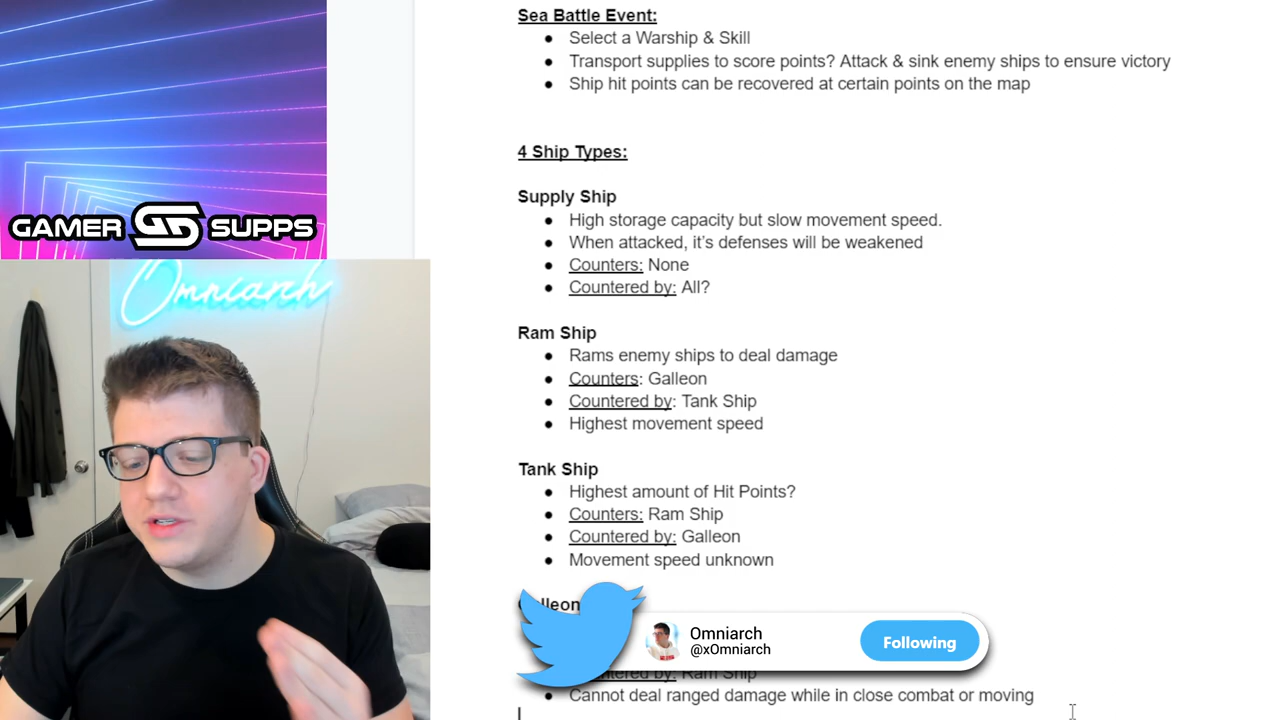 Sea Battle Event:
Select a Warship & Skill
Transport supplies to score points? Attack & sink enemy ships to ensure victory
Ship hit points can be recovered at certain points on the map
4 Ship Types:
Supply Ship
High storage capacity but slow movement speed.
When attacked, it's defenses will be weakened
Counters: None
Countered by: All?
Ram Ship
Rams enemy ships to deal damage
Counters: Galleon
Countered by: Tank Ship
Highest movement speed
Tank Ship
Highest amount of Hit Points?
Counters: Ram Ship
Countered by: Galleon
Movement speed unknown
Galleon
Countered by: Ram Ship
Cannot deal ranged damage while in close combat or moving
GAMER SUPPS
Omniarch
Omniarch
@xOmniarch
Following